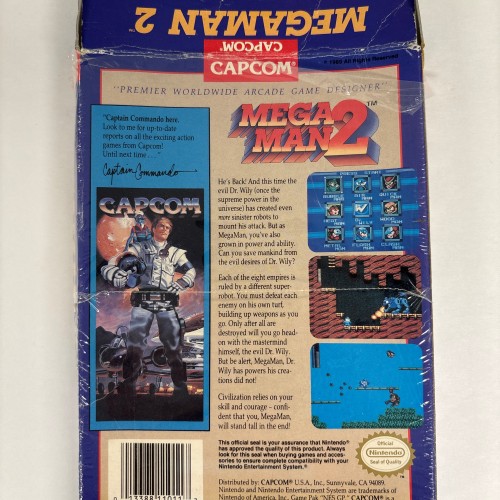 MEGAMAN 2™
CAPCOM®
CAPCOM®
© 1989 All Rights Reserved
"PREMIER WORLDWIDE ARCADE GAME DESIGNER"
"Captain Commando here.
Look to me for up-to-date
reports on all the exciting action
games from Capcom!
Until next time . . ."
Captain Commando
CAPCOM
MEGA
MAN 2™
He's Back! And this time the
evil Dr. Wily (once the
supreme power in the
universe) has created even
more sinister robots to
mount his attack. But as
MegaMan, you've also
grown in power and ability.
Can you save mankind from
the evil desires of Dr. Wily?
Each of the eight empires is
ruled by a different super-
robot. You must defeat each
enemy on his own turf,
building up weapons as you
go. Only after all are
destroyed will you go head-
on with the mastermind
himself, the evil Dr. Wily.
But be alert, MegaMan, Dr.
Wily has powers his crea-
tions did not!
Civilization relies on your
skill and courage – confi-
dent that you, MegaMan,
will stand tall in the end!
This official seal is your assurance that Nintendo®
has approved the quality of this product. Always
look for this seal when buying games and acces-
sories to ensure complete compatibility with your
Nintendo Entertainment System.®
Official
Nintendo
Seal of Quality
Distributed by: CAPCOM® U.S.A., Inc., Sunnyvale, CA 94089.
Nintendo and Nintendo Entertainment System are trademarks of
Nintendo of America, Inc. Game Pak